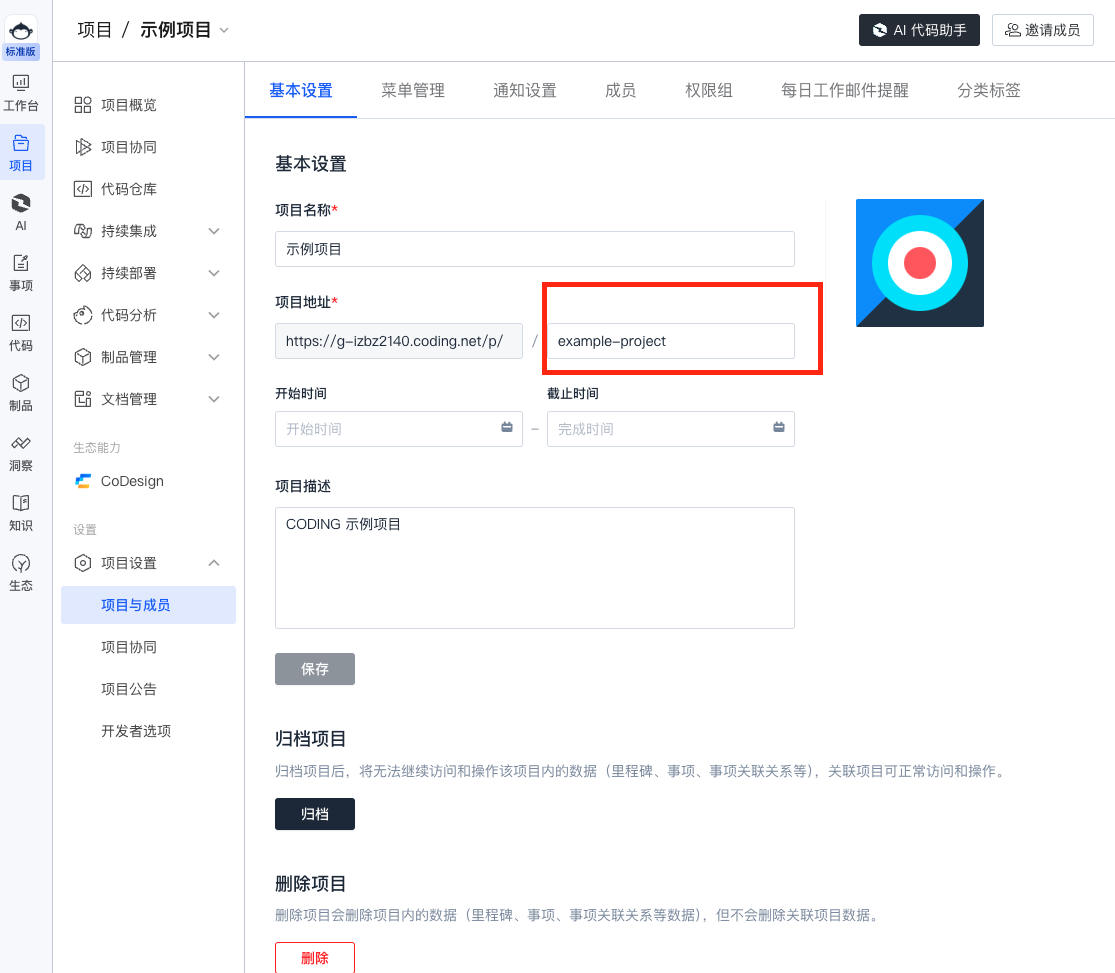 项目 / 示例项目
AI 代码助手
邀请成员
标准版
工作台
项目
AI
事项
代码
制品
洞察
知识
生态
项目概览
项目协同
代码仓库
持续集成
持续部署
代码分析
制品管理
文档管理
生态能力
CoDesign
设置
项目设置
项目与成员
项目协同
项目公告
开发者选项
基本设置 菜单管理 通知设置 成员 权限组 每日工作邮件提醒 分类标签
基本设置
项目名称*
示例项目
项目地址*
https://g-izbz2140.coding.net/p/ / example-project
开始时间 截止时间
开始时间 – 完成时间
项目描述
CODING 示例项目
保存
归档项目
归档项目后，将无法继续访问和操作该项目内的数据（里程碑、事项、事项关联关系等），关联项目可正常访问和操作。
归档
删除项目
删除项目会删除项目内的数据（里程碑、事项、事项关联关系等数据），但不会删除关联项目数据。
删除